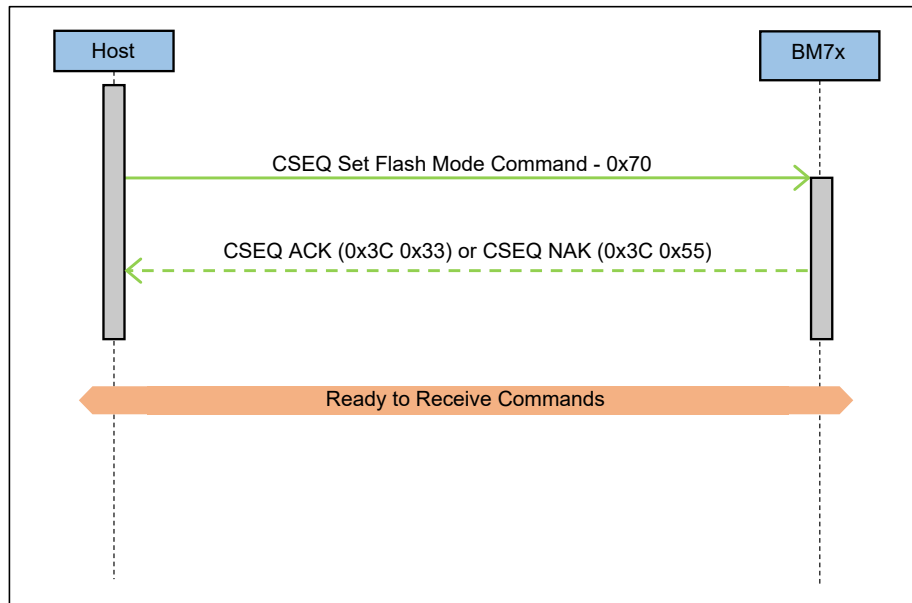 Host
BM7x
CSEQ Set Flash Mode Command - 0x70
CSEQ ACK (0x3C 0x33) or CSEQ NAK (0x3C 0x55)
Ready to Receive Commands